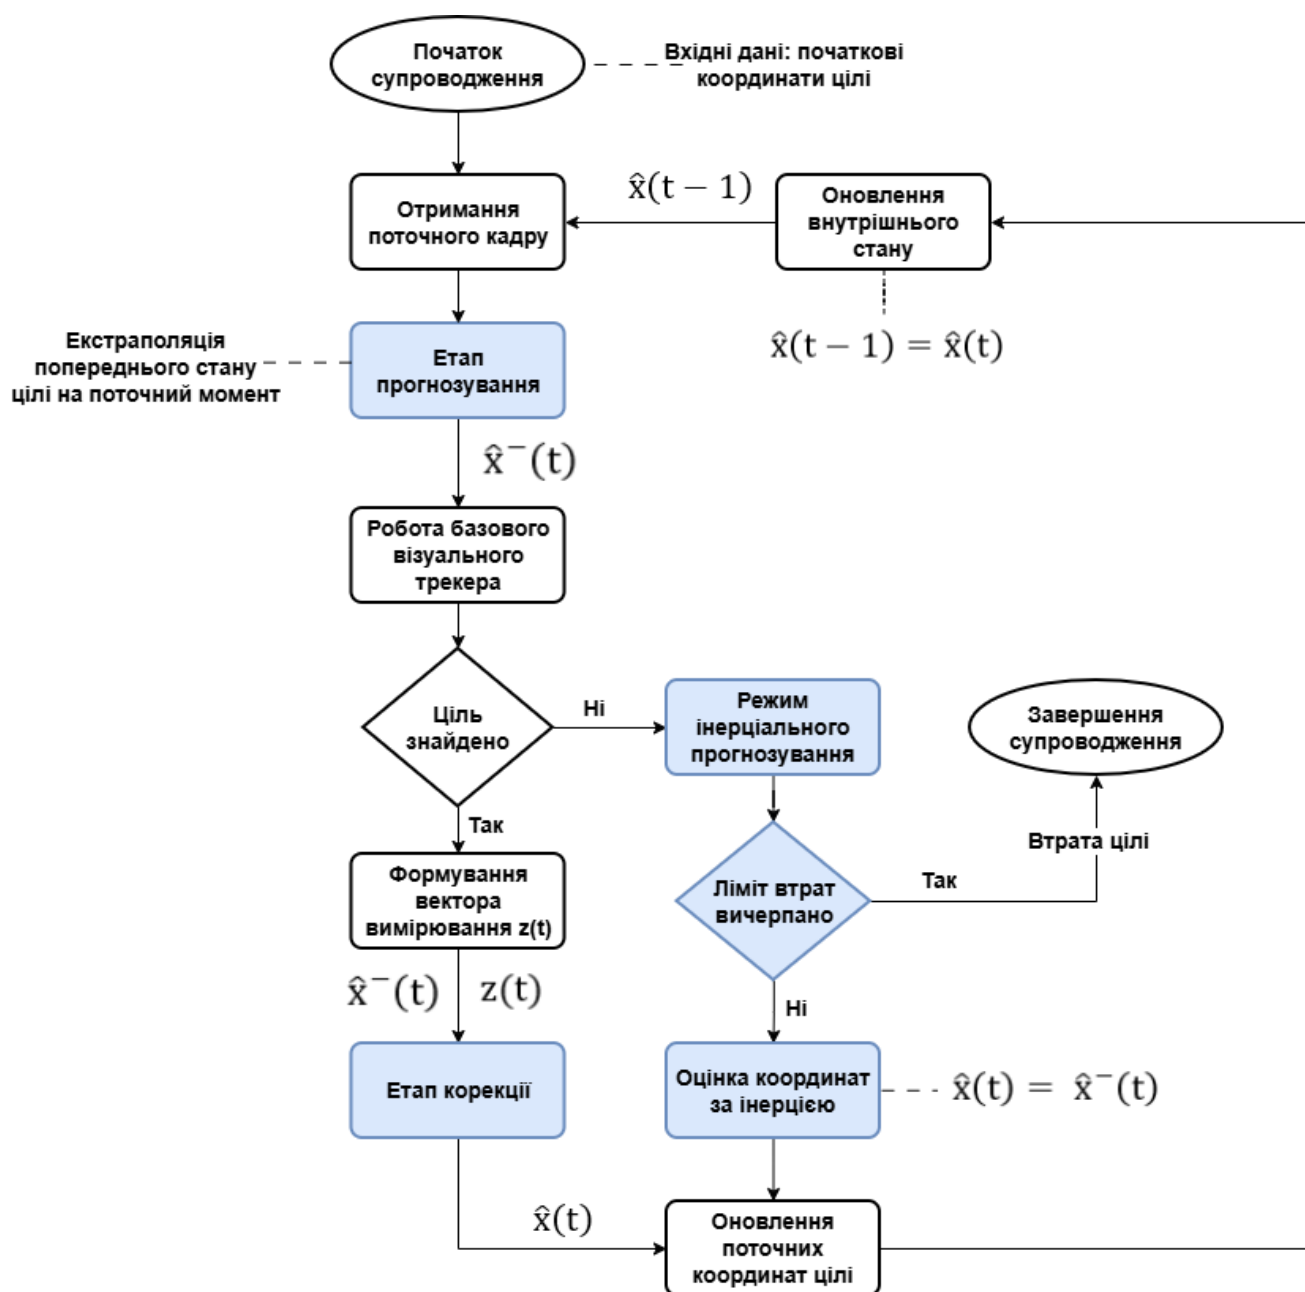 Початок
супроводження
Вхідні дані: початкові
координати цілі
Отримання
поточного кадру
x̂(t − 1)
Оновлення
внутрішнього
стану
x̂(t − 1) = x̂(t)
Екстраполяція
попереднього стану
цілі на поточний момент
Етап
прогнозування
x̂⁻(t)
Робота базового
візуального
трекера
Ціль
знайдено
Ні
Режим
інерціального
прогнозування
Завершення
супроводження
Так
Втрата цілі
Формування
вектора
вимірювання z(t)
Ліміт втрат
вичерпано
Так
x̂⁻(t)
z(t)
Ні
Етап корекції
Оцінка координат
за інерцією
x̂(t) = x̂⁻(t)
x̂(t)
Оновлення
поточних
координат цілі